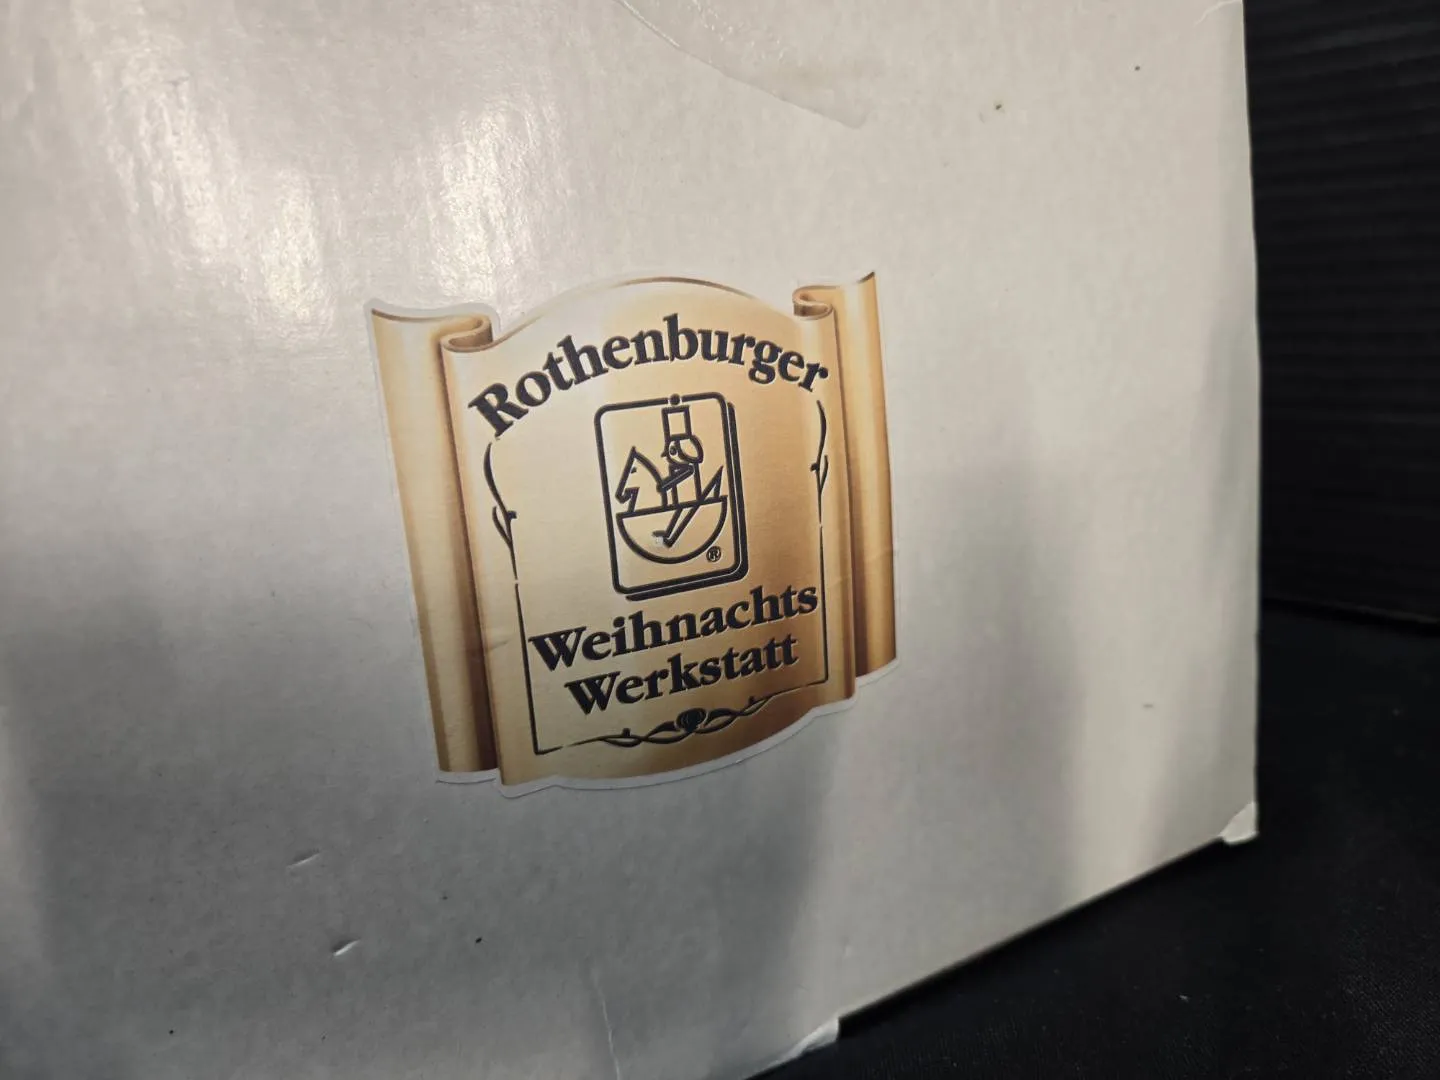 Rothenburger
®
Weihnachts
Werkstatt